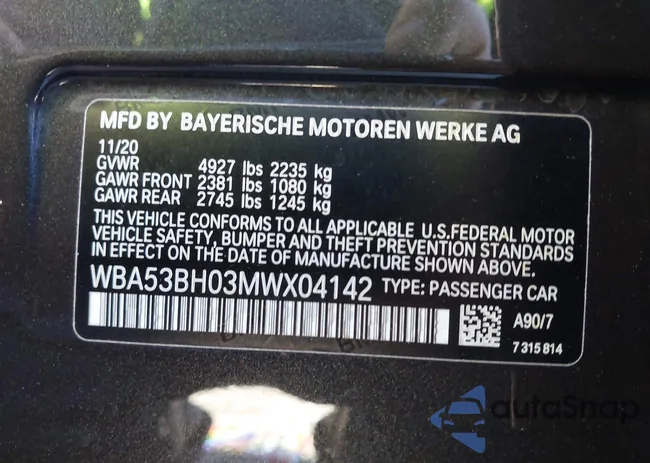 MFD BY BAYERISCHE MOTOREN WERKE AG
11/20
GVWR 4927 lbs 2235 kg
GAWR FRONT 2381 lbs 1080 kg
GAWR REAR 2745 lbs 1245 kg
THIS VEHICLE CONFORMS TO ALL APPLICABLE U.S.FEDERAL MOTOR
VEHICLE SAFETY, BUMPER AND THEFT PREVENTION STANDARDS
IN EFFECT ON THE DATE OF MANUFACTURE SHOWN ABOVE.
WBA53BH03MWX04142 TYPE: PASSENGER CAR
A90/7
7 315 814
autoSnap